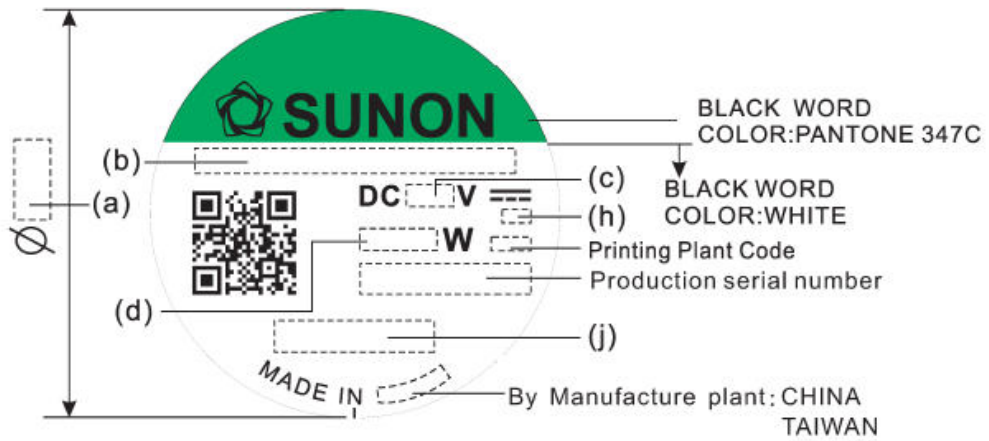 SUNON
BLACK WORD
COLOR:PANTONE 347C
(b)
(a)
Ø
DC V
(c)
BLACK WORD
COLOR:WHITE
(h)
W
Printing Plant Code
Production serial number
(d)
(j)
MADE IN
By Manufacture plant: CHINA
TAIWAN